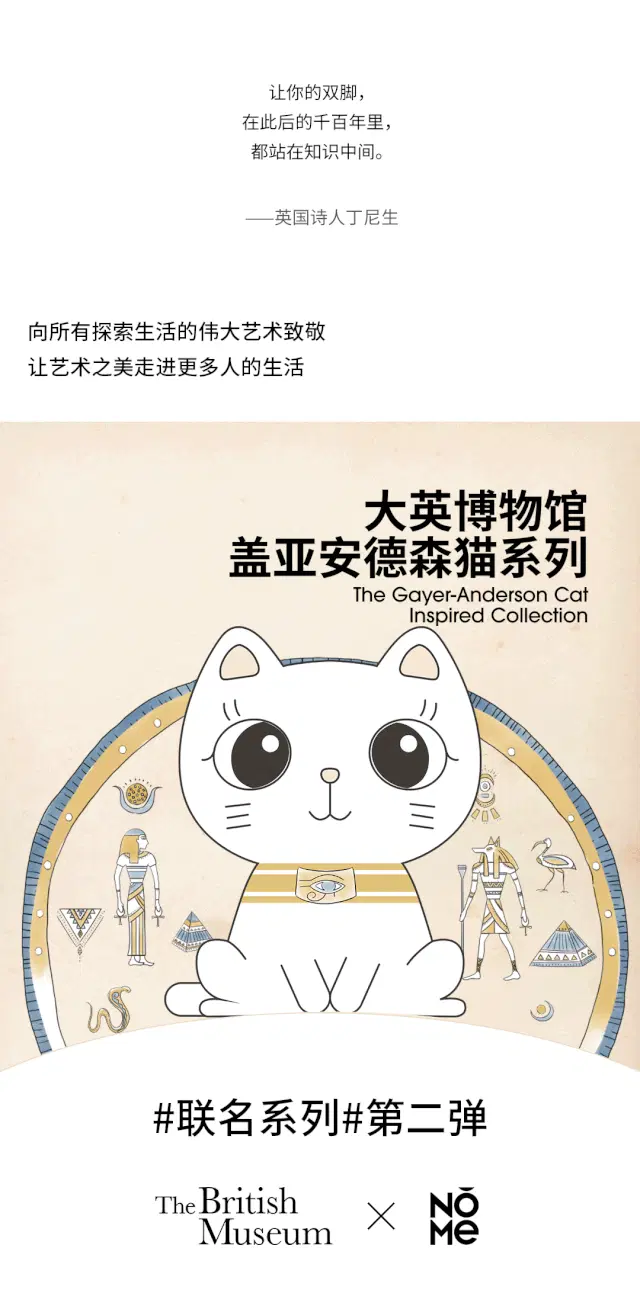 让你的双脚，
在此后的千百年里，
都站在知识中间。
——英国诗人丁尼生
向所有探索生活的伟大艺术致敬
让艺术之美走进更多人的生活
大英博物馆
盖亚安德森猫系列
The Gayer-Anderson Cat
Inspired Collection
#联名系列#第二弹
The British
Museum
×
NŌ
Me